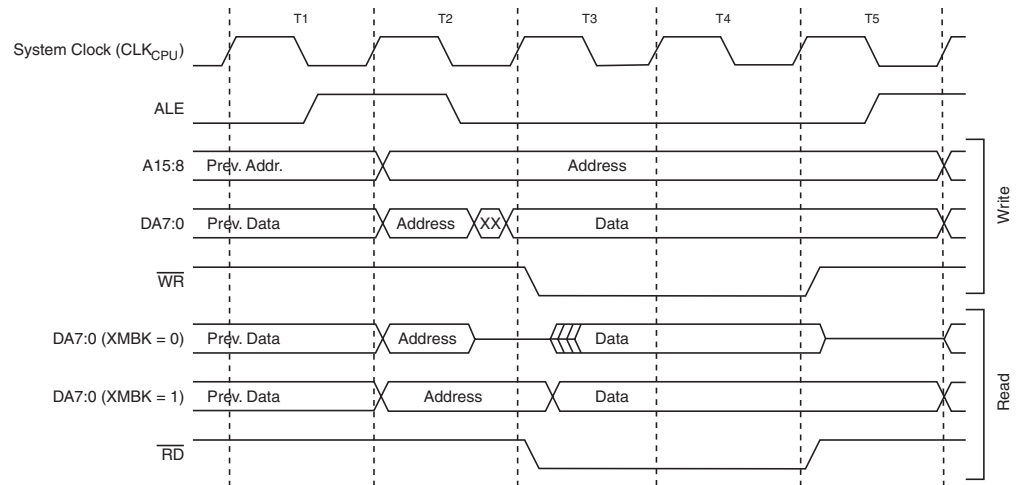 T1 T2 T3 T4 T5
System Clock (CLKCPU)
ALE
A15:8 Prev. Addr. Address
DA7:0 Prev. Data Address XX Data
WR
Write
DA7:0 (XMBK = 0) Prev. Data Address Data
DA7:0 (XMBK = 1) Prev. Data Address Data
RD
Read